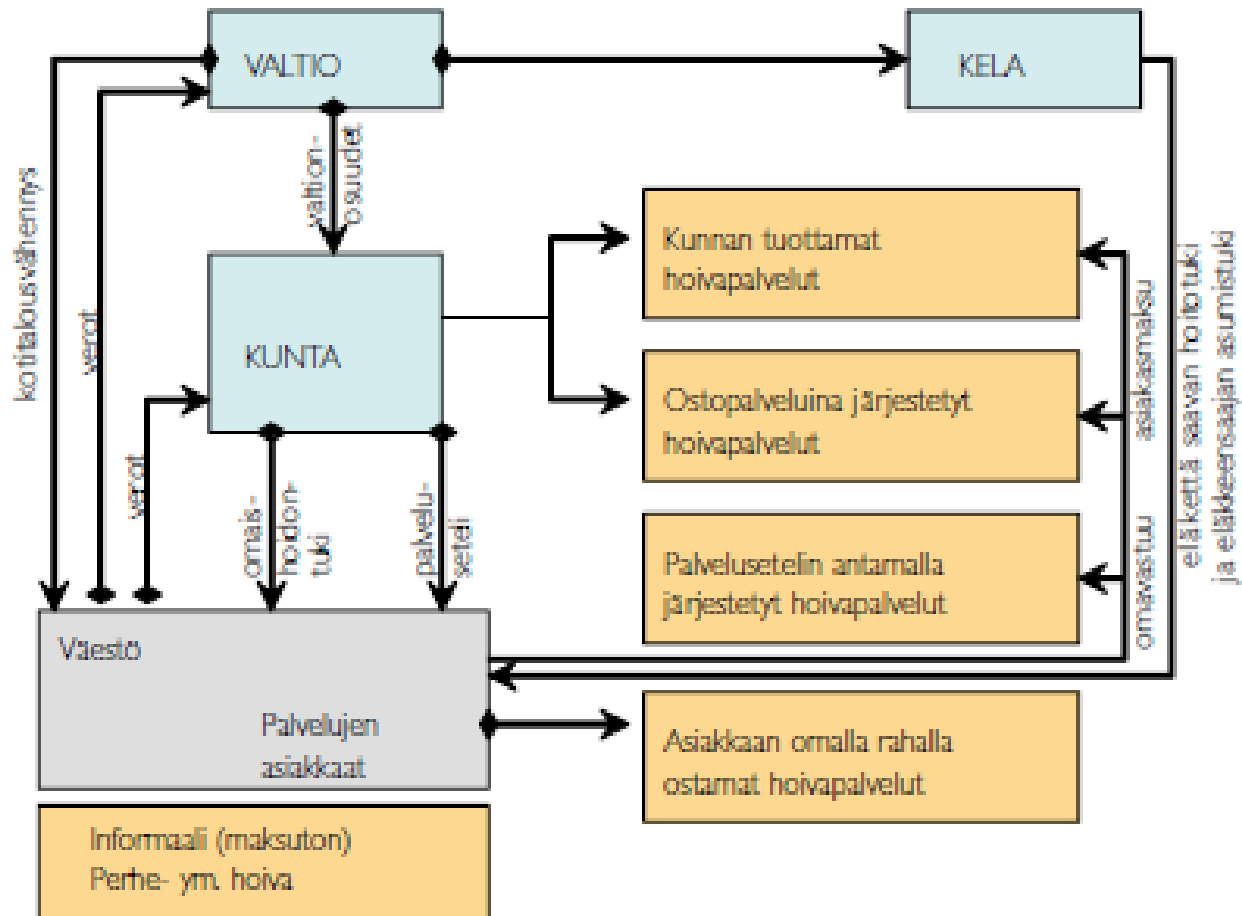 VALTIO
KELA
kotitalousvähennys
verot
valtion-
osuudet
KUNTA
verot
omais-
hoidon-
tuki
palvelu-
seteli
Kunnan tuottamat
hoivapalvelut
Ostopalveluina järjestetyt
hoivapalvelut
Palvelusetelin antamalla
järjestetyt hoivapalvelut
asiakasmaksu
omavastuu
eläkettä saavan hoitotuki
ja eläkkeensaajan asumistuki
Väestö
Palvelujen
asiakkaat
Asiakkaan omalla rahalla
ostamat hoivapalvelut
Informaali (maksuton)
Perhe- ym. hoiva